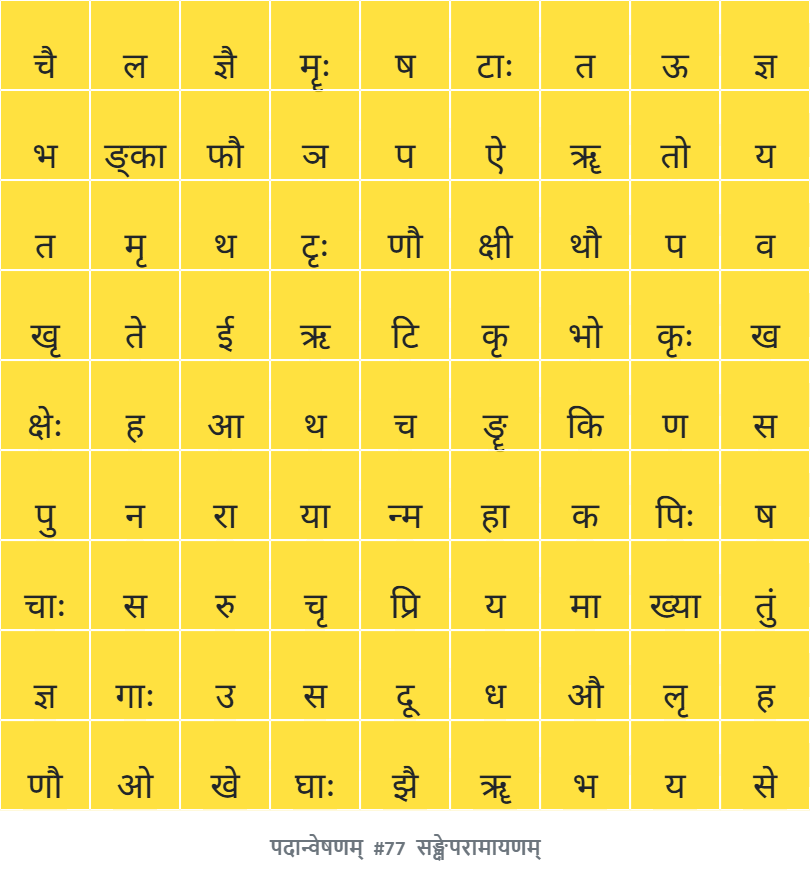 चै ल ज्ञै मॄः ष टाः त ऊ ज्ञ
भ ङ्का फौ ञ प ऐ ॠ तो य
त मृ थ टृः णौ क्षी थौ प व
खृ ते ई ऋ टि कृ भो कृः ख
क्षेः ह आ थ च ङॄ कि ण स
पु न रा या न्म हा क पिः ष
चाः स रु चृ प्रि य मा ख्या तुं
ज्ञ गाः उ स दू ध औ लृ ह
णौ ओ खे घाः झै ॠ भ य से
पदान्वेषणम् #77 सङ्क्षेपरामायणम्